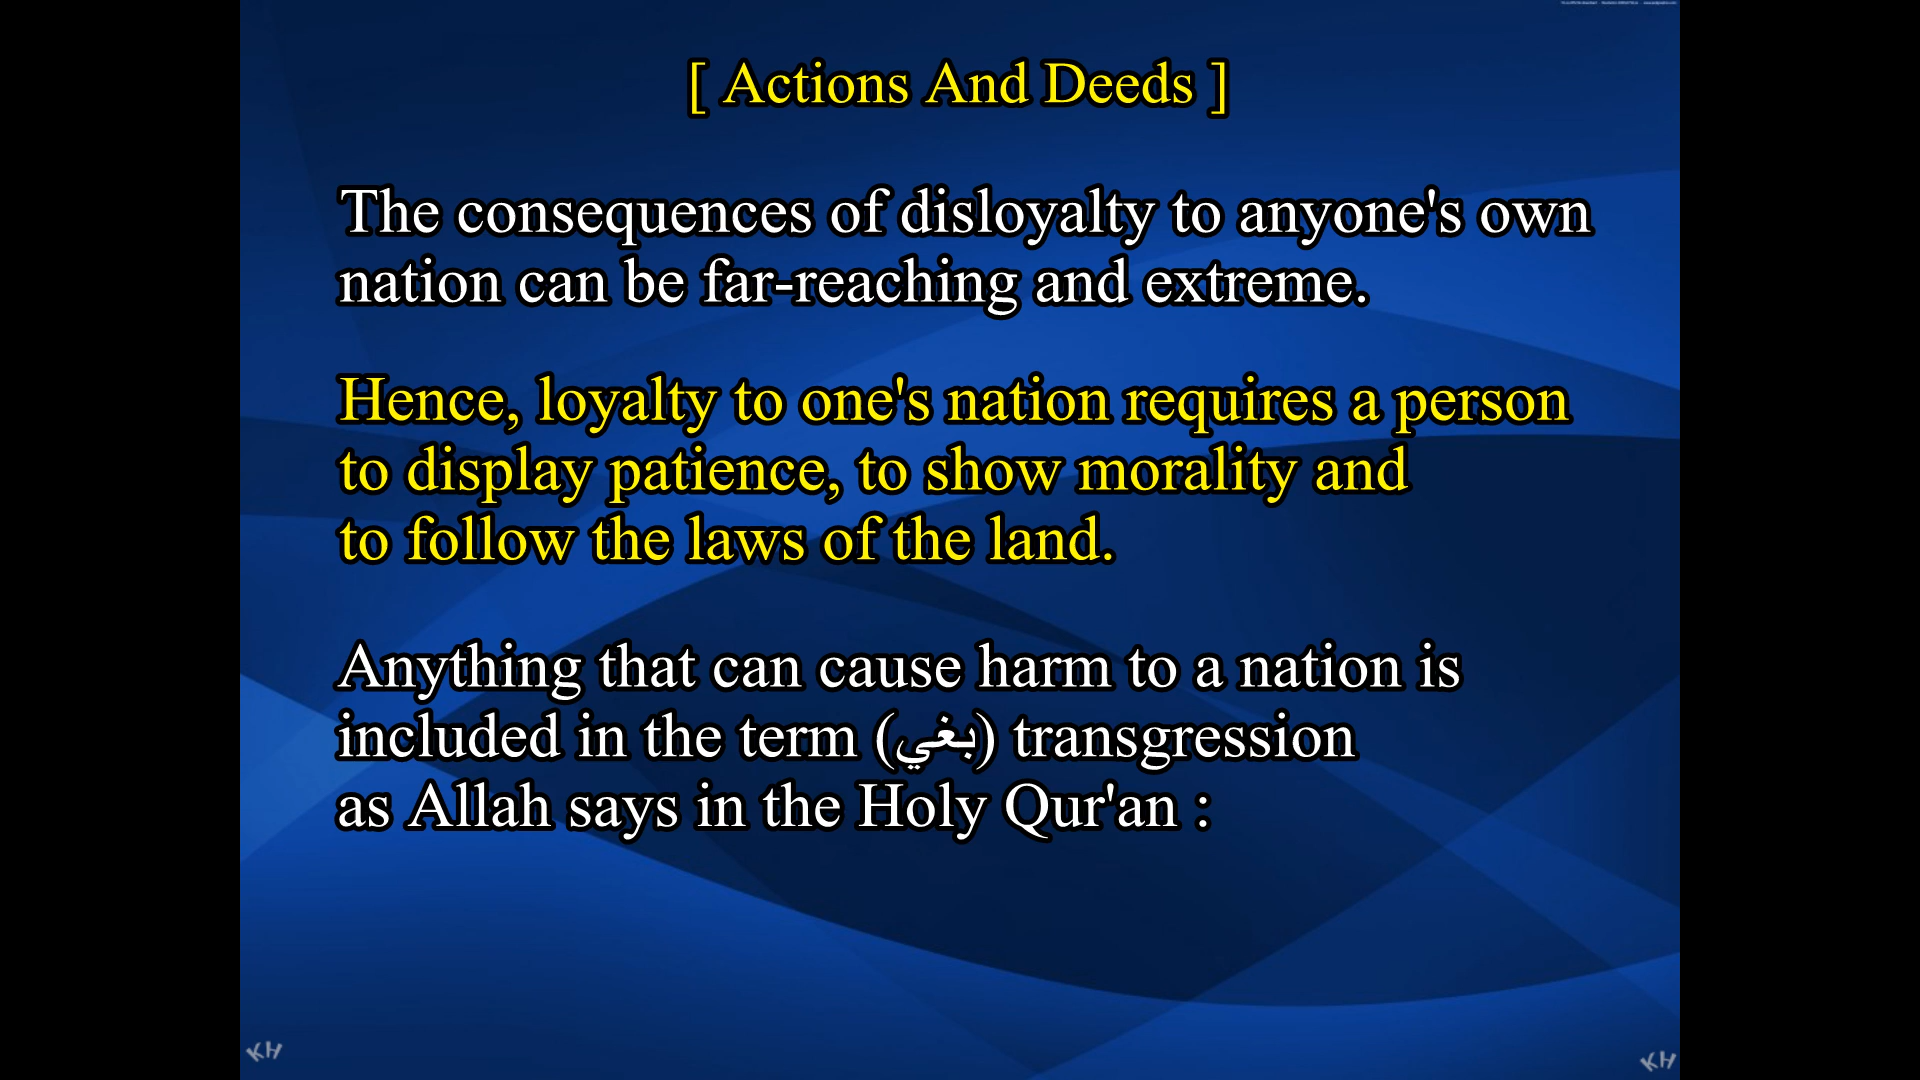 [ Actions And Deeds ]
The consequences of disloyalty to anyone's own
nation can be far-reaching and extreme.
Hence, loyalty to one's nation requires a person
to display patience, to show morality and
to follow the laws of the land.
Anything that can cause harm to a nation is
included in the term (بغي) transgression
as Allah says in the Holy Qur'an :
KH
KH